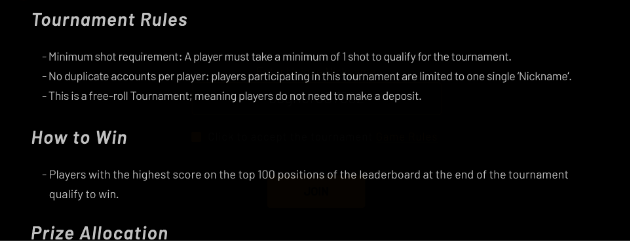 Tournament Rules
- Minimum shot requirement: A player must take a minimum of 1 shot to qualify for the tournament.
- No duplicate accounts per player: players participating in this tournament are limited to one single 'Nickname'.
- This is a free-roll Tournament; meaning players do not need to make a deposit.
How to Win
- Players with the highest score on the top 100 positions of the leaderboard at the end of the tournament
qualify to win.
Prize Allocation